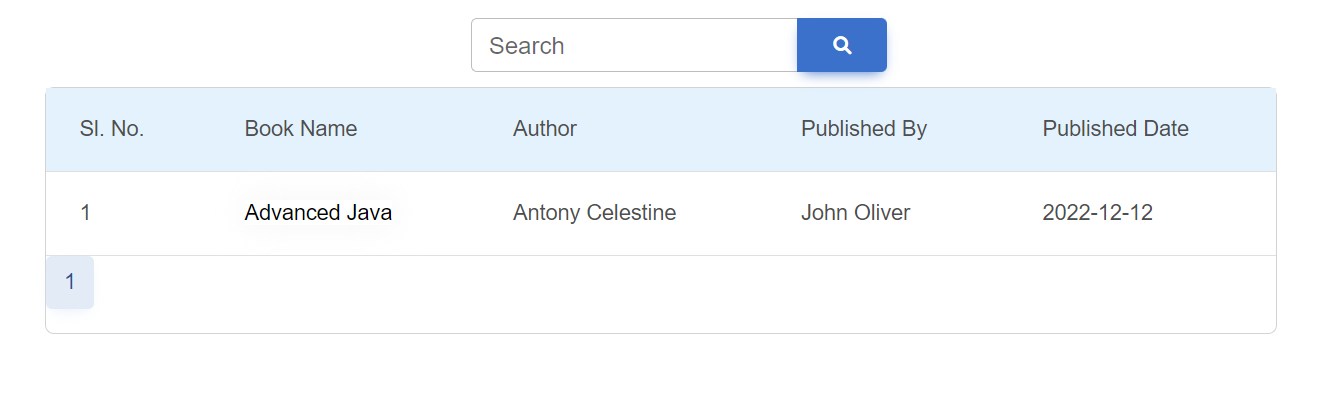 Search
Sl. No. Book Name Author Published By Published Date
1 Advanced Java Antony Celestine John Oliver 2022-12-12
1